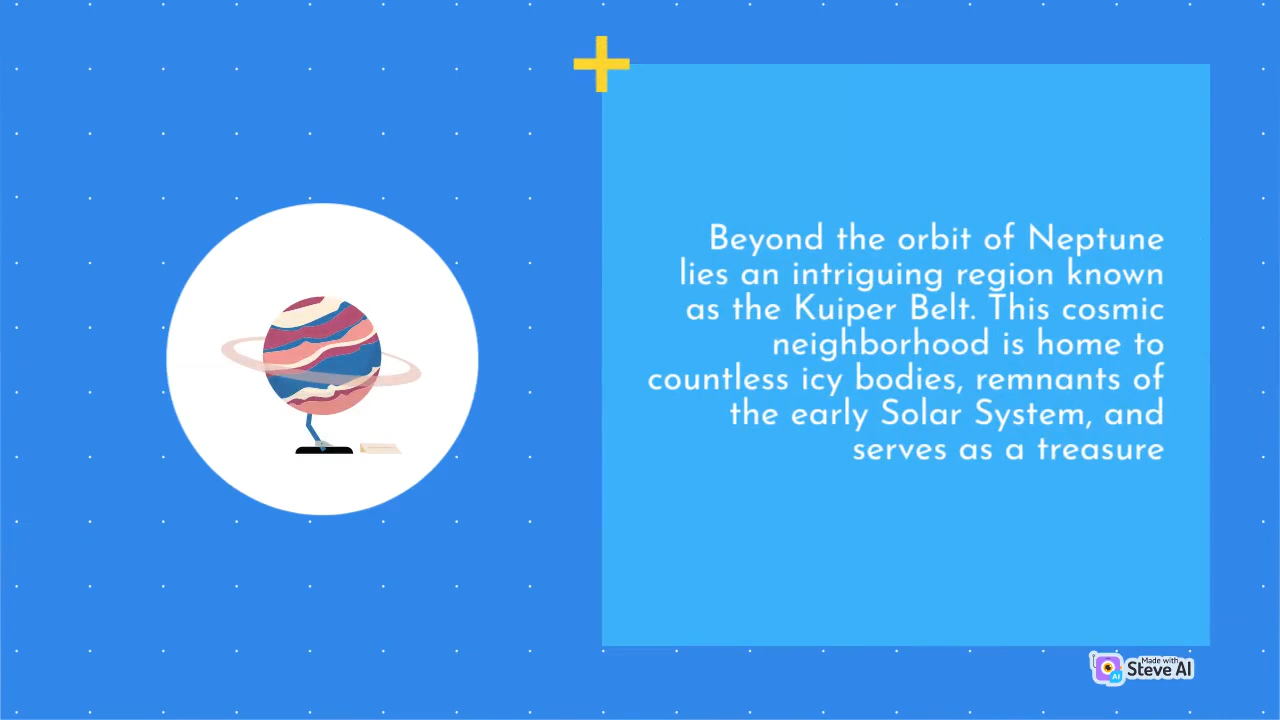 Beyond the orbit of Neptune
lies an intriguing region known
as the Kuiper Belt. This cosmic
neighborhood is home to
countless icy bodies, remnants of
the early Solar System, and
serves as a treasure
Made with
Steve AI
AI